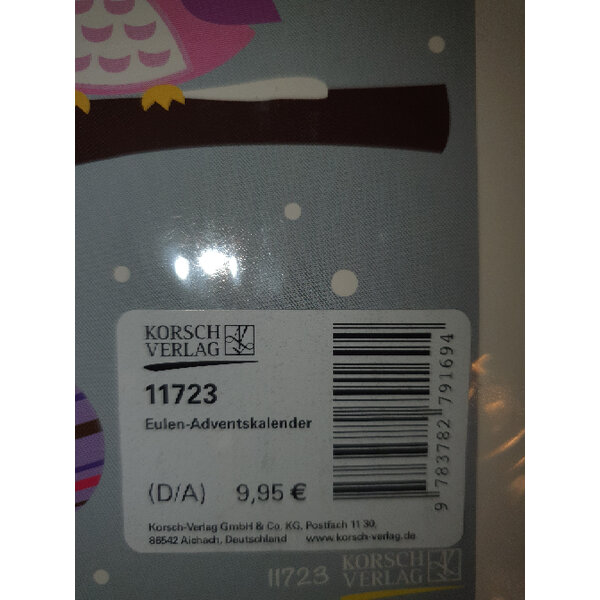 KORSCH
VERLAG
11723
Eulen-Adventskalender
(D/A) 9,95 €
9 783782 791694
Korsch-Verlag GmbH & Co. KG, Postfach 11 30,
86542 Aichach, Deutschland www.korsch-verlag.de
11723 KORSCH
VERLAG